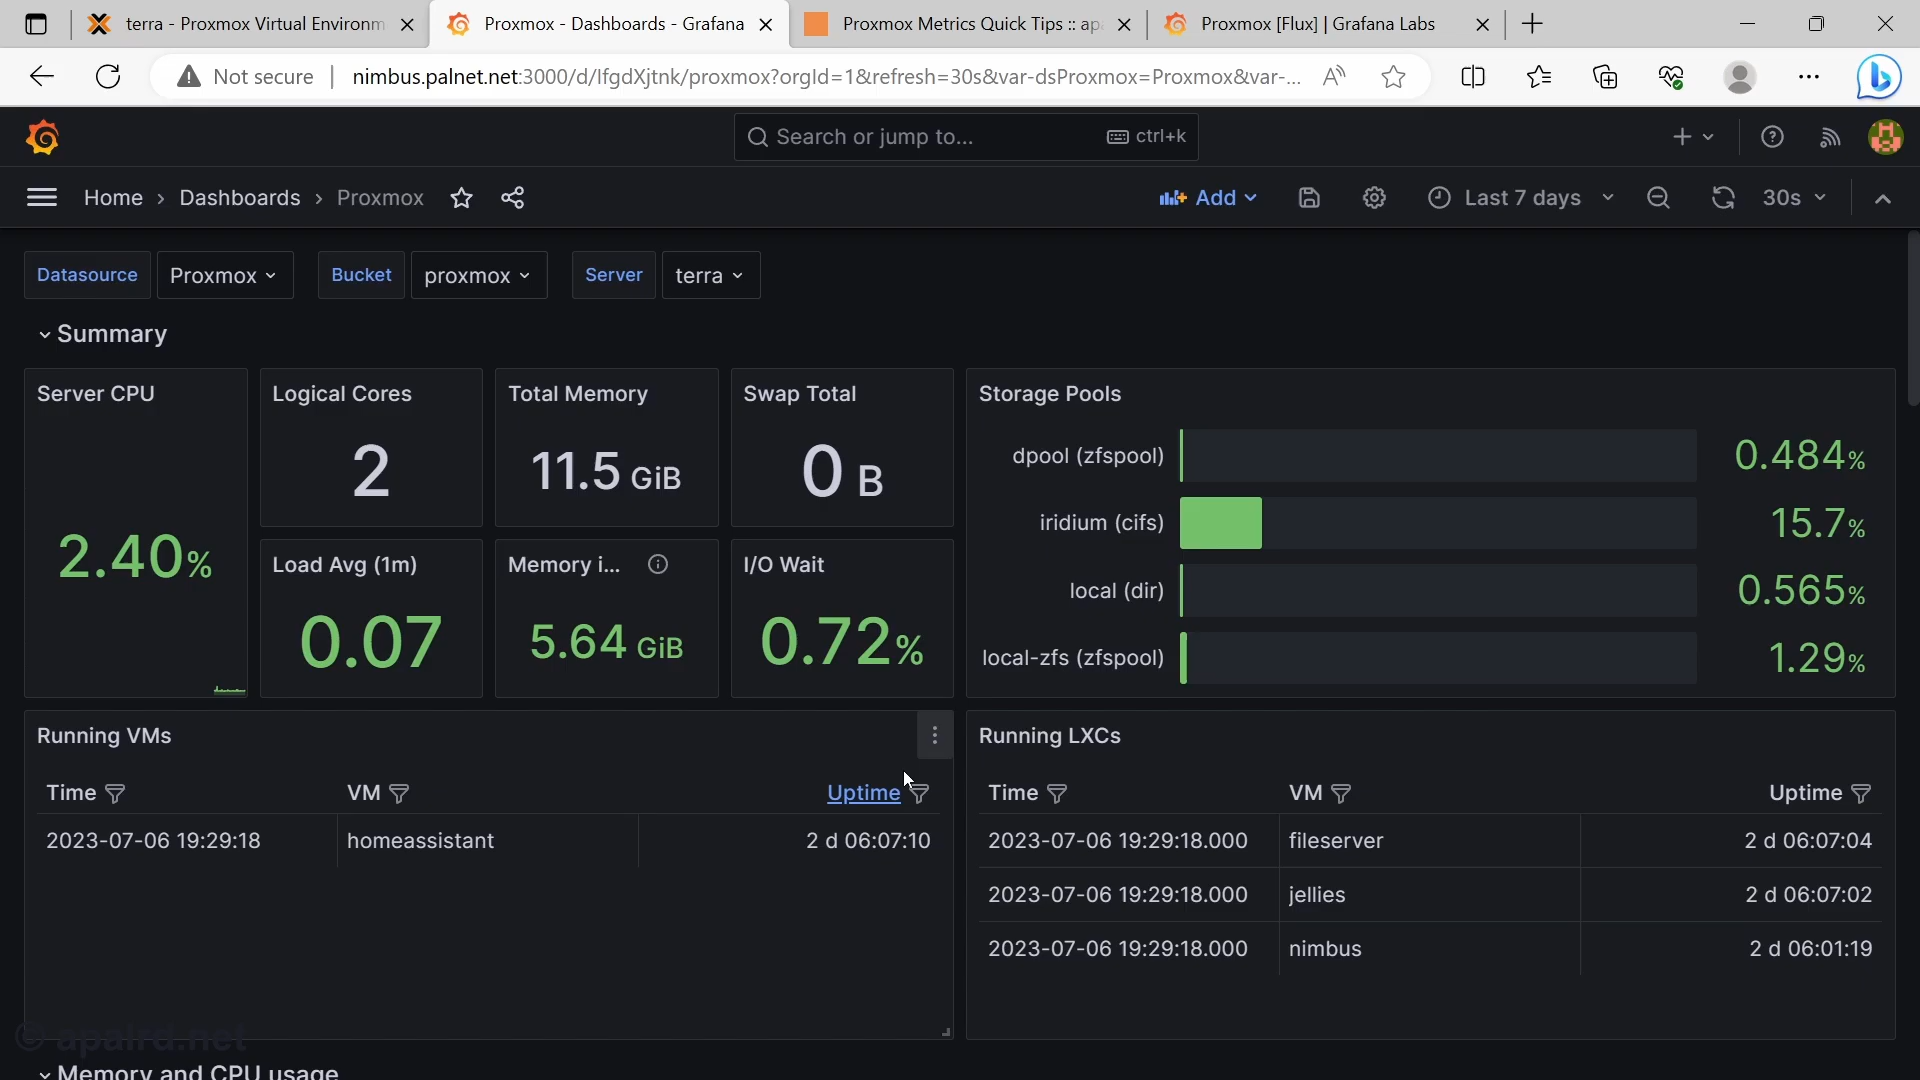 terra - Proxmox Virtual Environm
Proxmox - Dashboards - Grafana
Proxmox Metrics Quick Tips :: apa
Proxmox [Flux] | Grafana Labs
Not secure
nimbus.palnet.net:3000/d/IfgdXjtnk/proxmox?orgId=1&refresh=30s&var-dsProxmox=Proxmox&var-...
Search or jump to...
ctrl+k
Home › Dashboards › Proxmox
Add
Last 7 days
30s
Datasource
Proxmox
Bucket
proxmox
Server
terra
Summary
Server CPU
2.40%
Logical Cores
2
Total Memory
11.5 GiB
Swap Total
0 B
Load Avg (1m)
0.07
Memory i...
5.64 GiB
I/O Wait
0.72%
Storage Pools
dpool (zfspool) 0.484%
iridium (cifs) 15.7%
local (dir) 0.565%
local-zfs (zfspool) 1.29%
Running VMs
Time VM Uptime
2023-07-06 19:29:18 homeassistant 2 d 06:07:10
Running LXCs
Time VM Uptime
2023-07-06 19:29:18.000 fileserver 2 d 06:07:04
2023-07-06 19:29:18.000 jellies 2 d 06:07:02
2023-07-06 19:29:18.000 nimbus 2 d 06:01:19
© apalrd.net
Memory and CPU usage